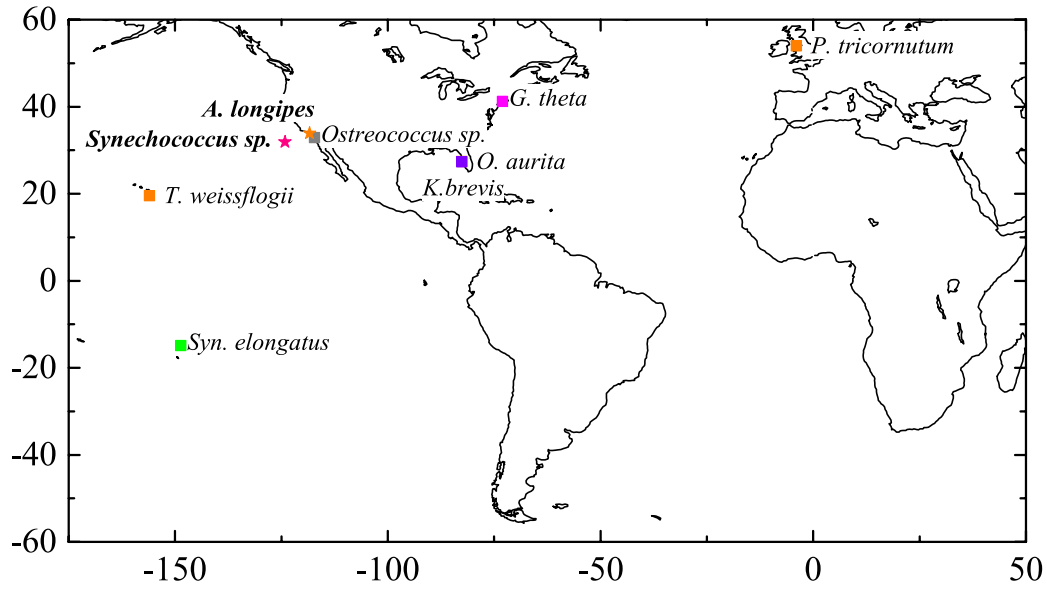 60
P. tricornutum
40
G. theta
A. longipes
Synechococcus sp.
Ostreococcus sp.
O. aurita
20
T. weissflogii
K.brevis
0
Syn. elongatus
-20
-40
-60
-150 -100 -50 0 50